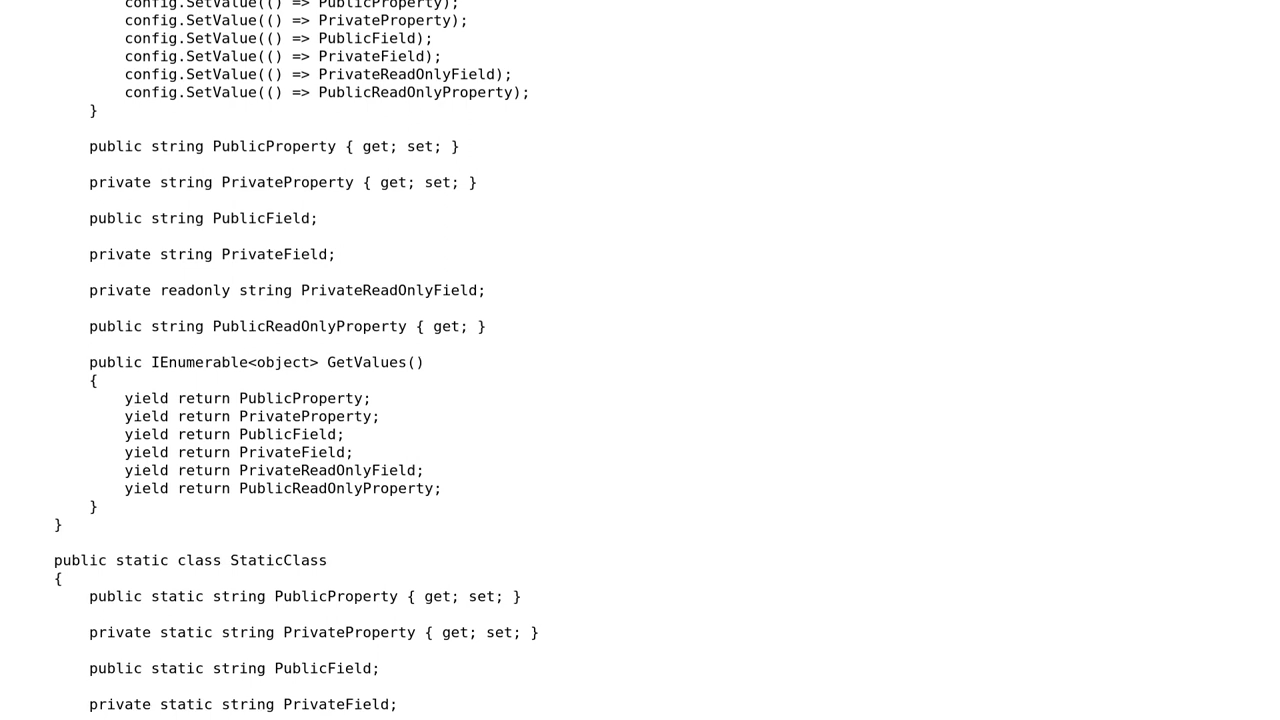 config.SetValue(() => PublicProperty);
config.SetValue(() => PrivateProperty);
config.SetValue(() => PublicField);
config.SetValue(() => PrivateField);
config.SetValue(() => PrivateReadOnlyField);
config.SetValue(() => PublicReadOnlyProperty);
}
public string PublicProperty { get; set; }
private string PrivateProperty { get; set; }
public string PublicField;
private string PrivateField;
private readonly string PrivateReadOnlyField;
public string PublicReadOnlyProperty { get; }
public IEnumerable<object> GetValues()
{
yield return PublicProperty;
yield return PrivateProperty;
yield return PublicField;
yield return PrivateField;
yield return PrivateReadOnlyField;
yield return PublicReadOnlyProperty;
}
}
public static class StaticClass
{
public static string PublicProperty { get; set; }
private static string PrivateProperty { get; set; }
public static string PublicField;
private static string PrivateField;